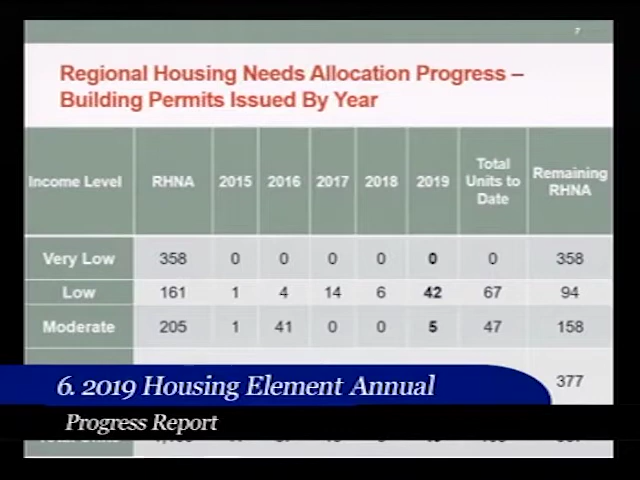 7
Regional Housing Needs Allocation Progress –
Building Permits Issued By Year
Income Level RHNA 2015 2016 2017 2018 2019 Total Units to Date Remaining RHNA
Very Low 358 0 0 0 0 0 0 358
Low 161 1 4 14 6 42 67 94
Moderate 205 1 41 0 0 5 47 158
377
6. 2019 Housing Element Annual
Progress Report